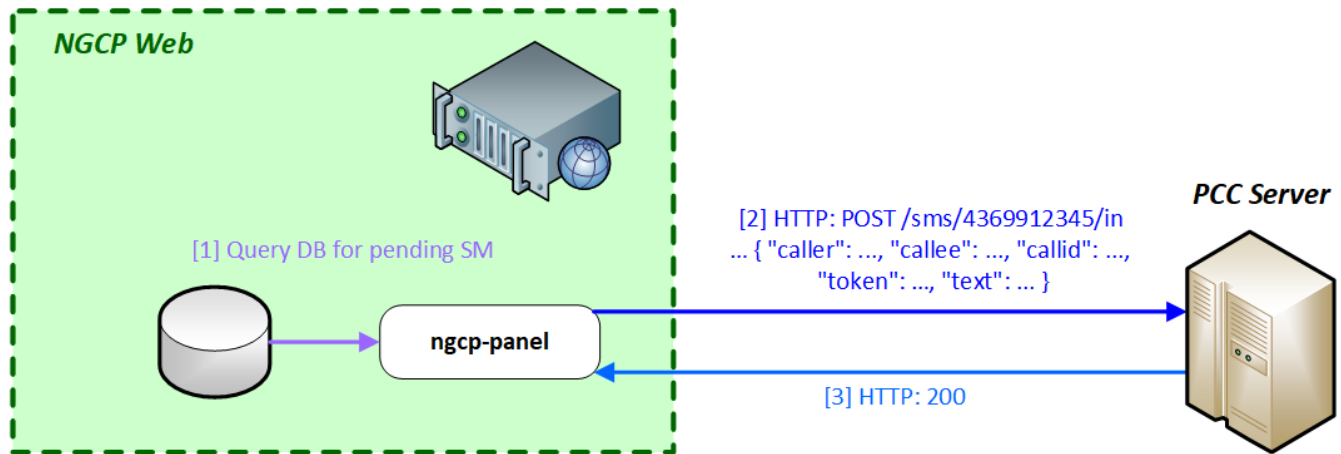 NGCP Web
[1] Query DB for pending SM
ngcp-panel
[2] HTTP: POST /sms/4369912345/in
... { "caller": ..., "callee": ..., "callid": ...,
"token": ..., "text": ... }
[3] HTTP: 200
PCC Server